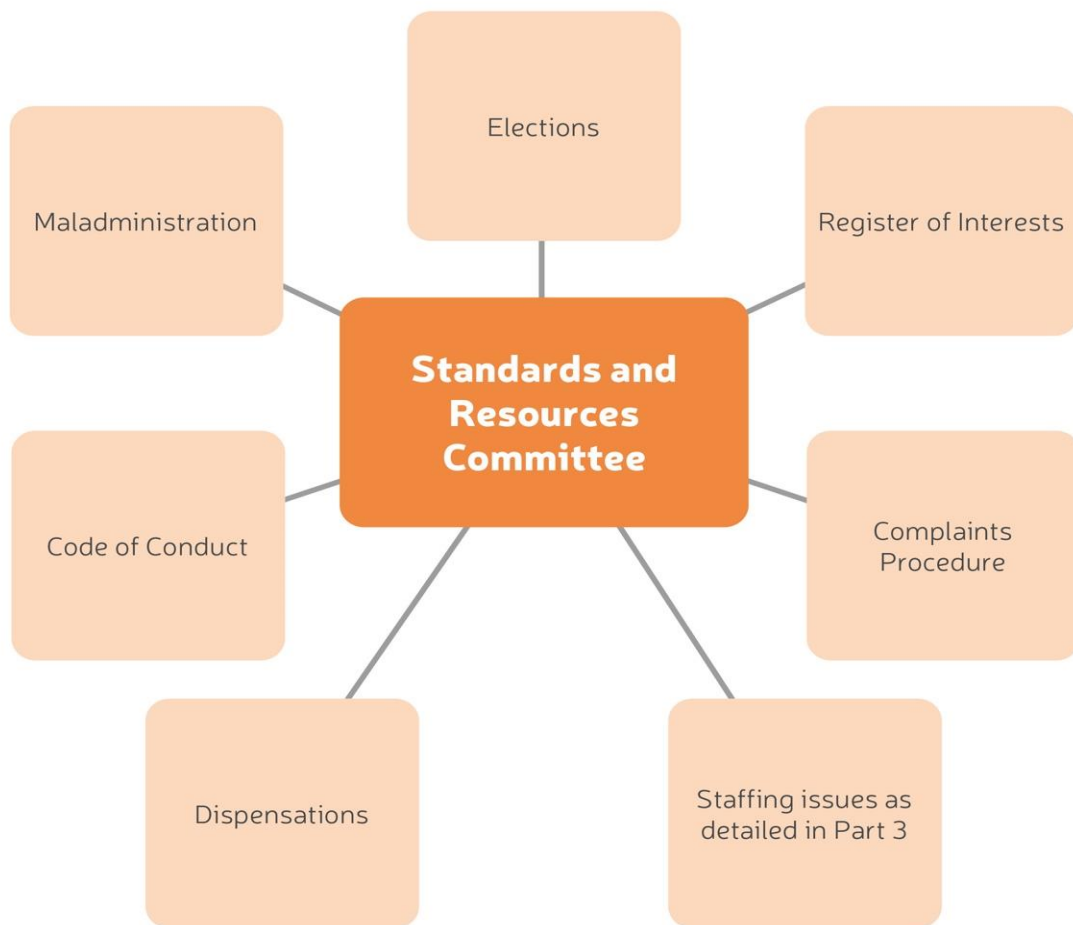 Elections
Maladministration
Register of Interests
Standards and
Resources
Committee
Code of Conduct
Complaints
Procedure
Dispensations
Staffing issues as
detailed in Part 3